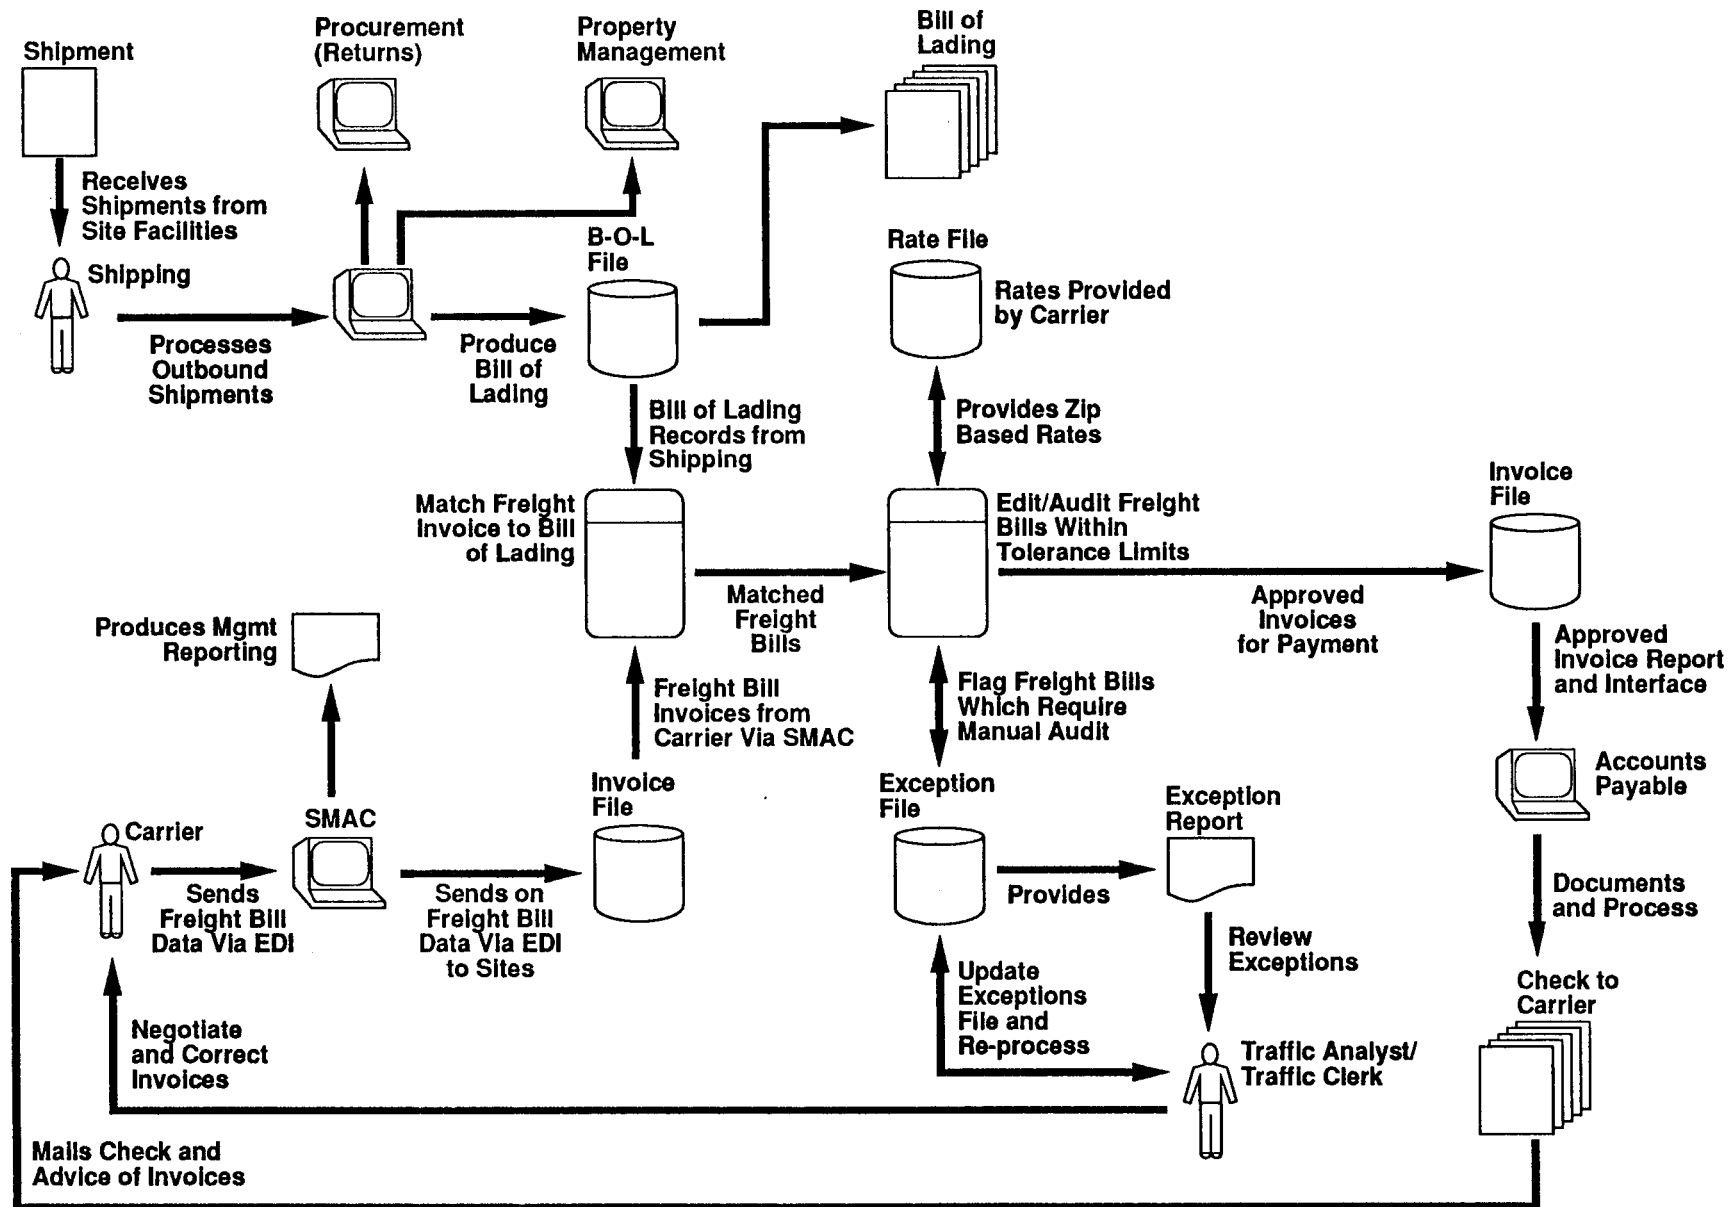 Shipment
Procurement
(Returns)
Property
Management
Bill of
Lading
Receives
Shipments from
Site Facilities
Shipping
B-O-L
File
Rate File
Rates Provided
by Carrier
Processes
Outbound
Shipments
Produce
Bill of
Lading
Bill of Lading
Records from
Shipping
Provides Zip
Based Rates
Match Freight
Invoice to Bill
of Lading
Edit/Audit Freight
Bills Within
Tolerance Limits
Invoice
File
Matched
Freight
Bills
Approved
Invoices
for Payment
Approved
Invoice Report
and Interface
Produces Mgmt
Reporting
Freight Bill
Invoices from
Carrier Via SMAC
Flag Freight Bills
Which Require
Manual Audit
Accounts
Payable
Carrier
SMAC
Invoice
File
Exception
File
Exception
Report
Sends
Freight Bill
Data Via EDI
Sends on
Freight Bill
Data Via EDI
to Sites
Provides
Documents
and Process
Review
Exceptions
Update
Exceptions
File and
Re-process
Check to
Carrier
Negotiate
and Correct
Invoices
Traffic Analyst/
Traffic Clerk
Mails Check and
Advice of Invoices